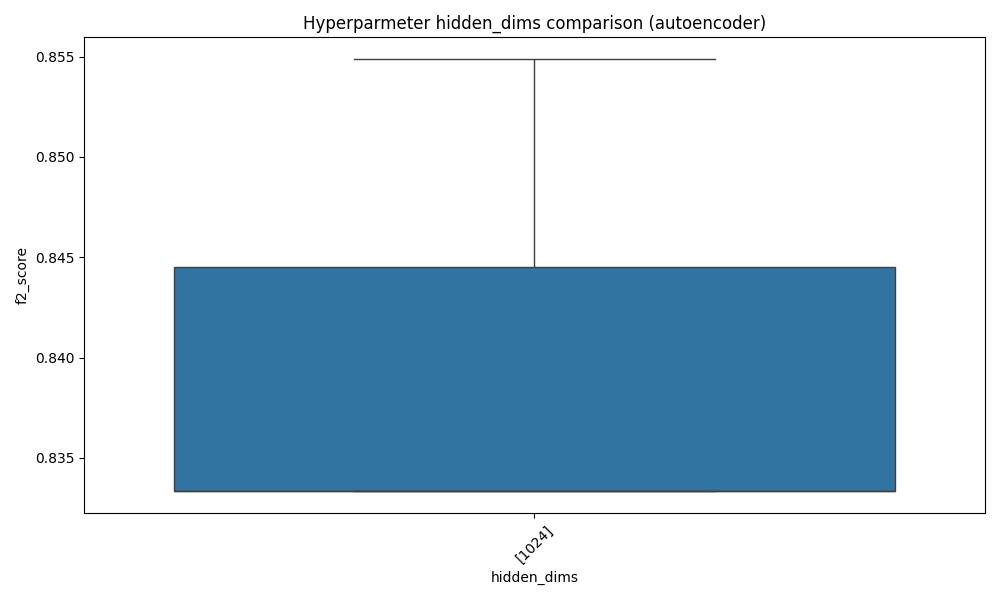 Hyperparmeter hidden_dims comparison (autoencoder)
0.855
0.850
0.845
0.840
0.835
f2_score
[1024]
hidden_dims